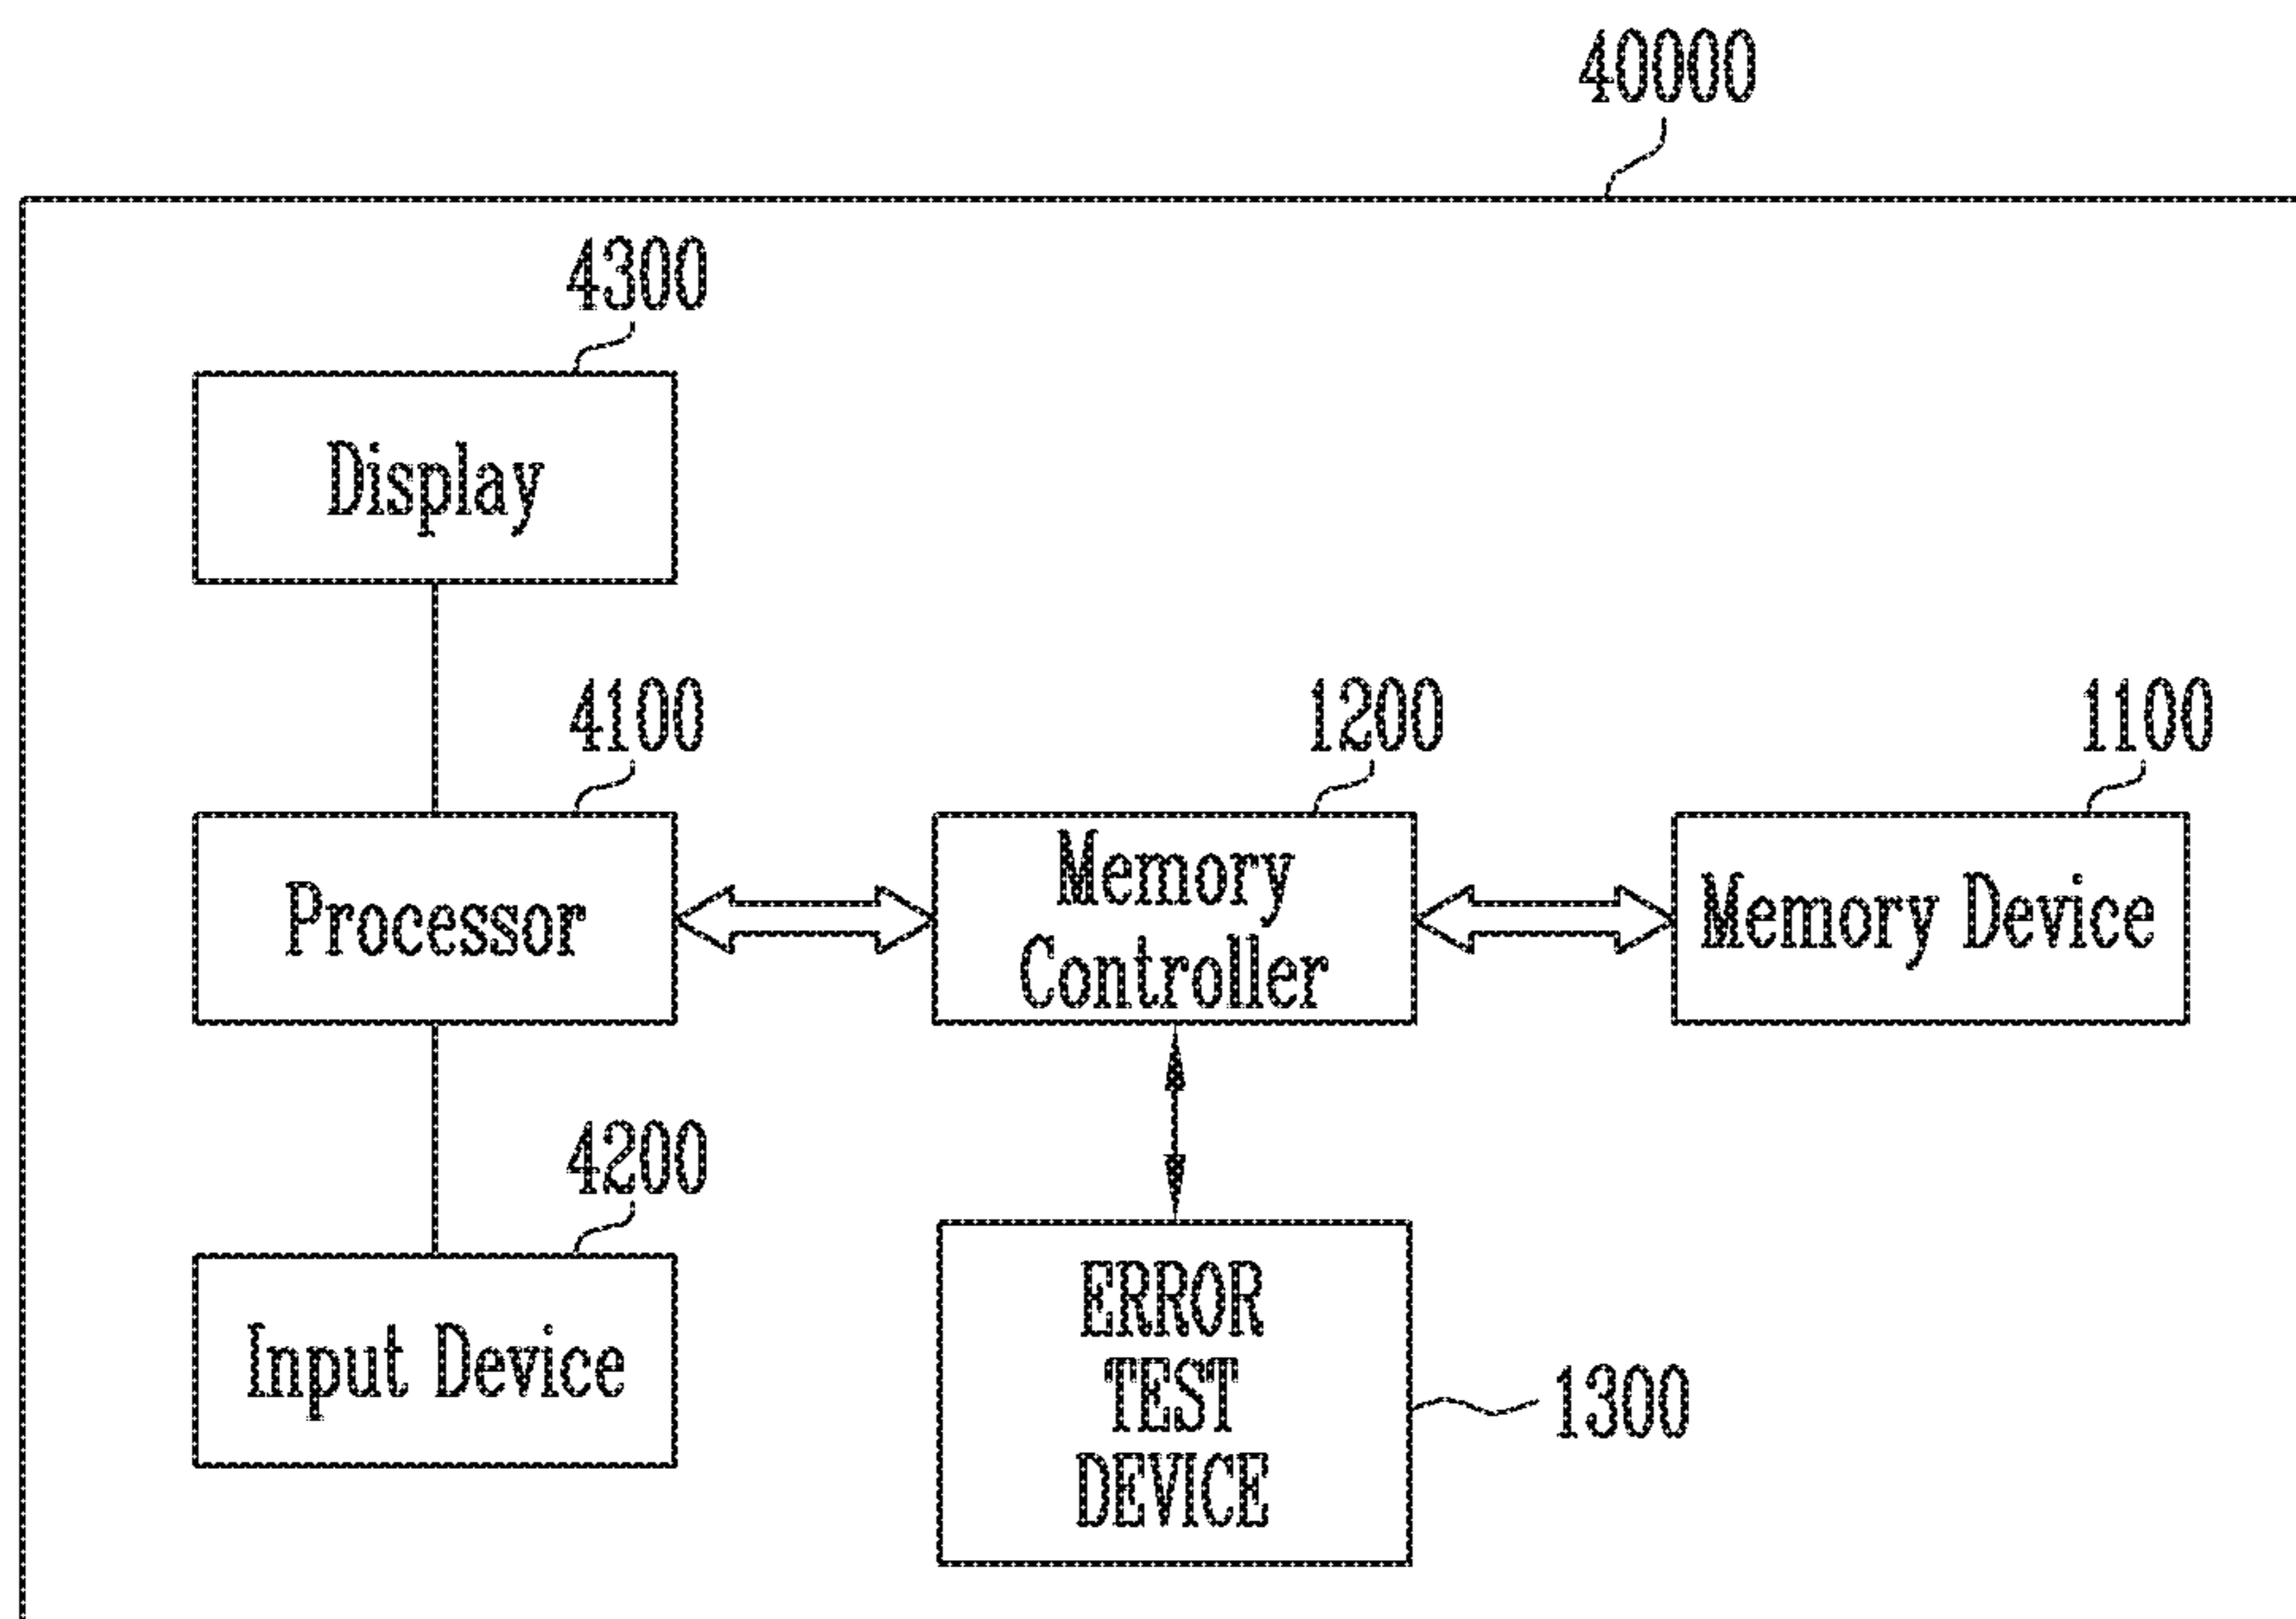 40000
4300
Display
4100
1200
1100
Processor
Memory
Controller
Memory Device
4200
Input Device
ERROR
TEST
DEVICE
1300